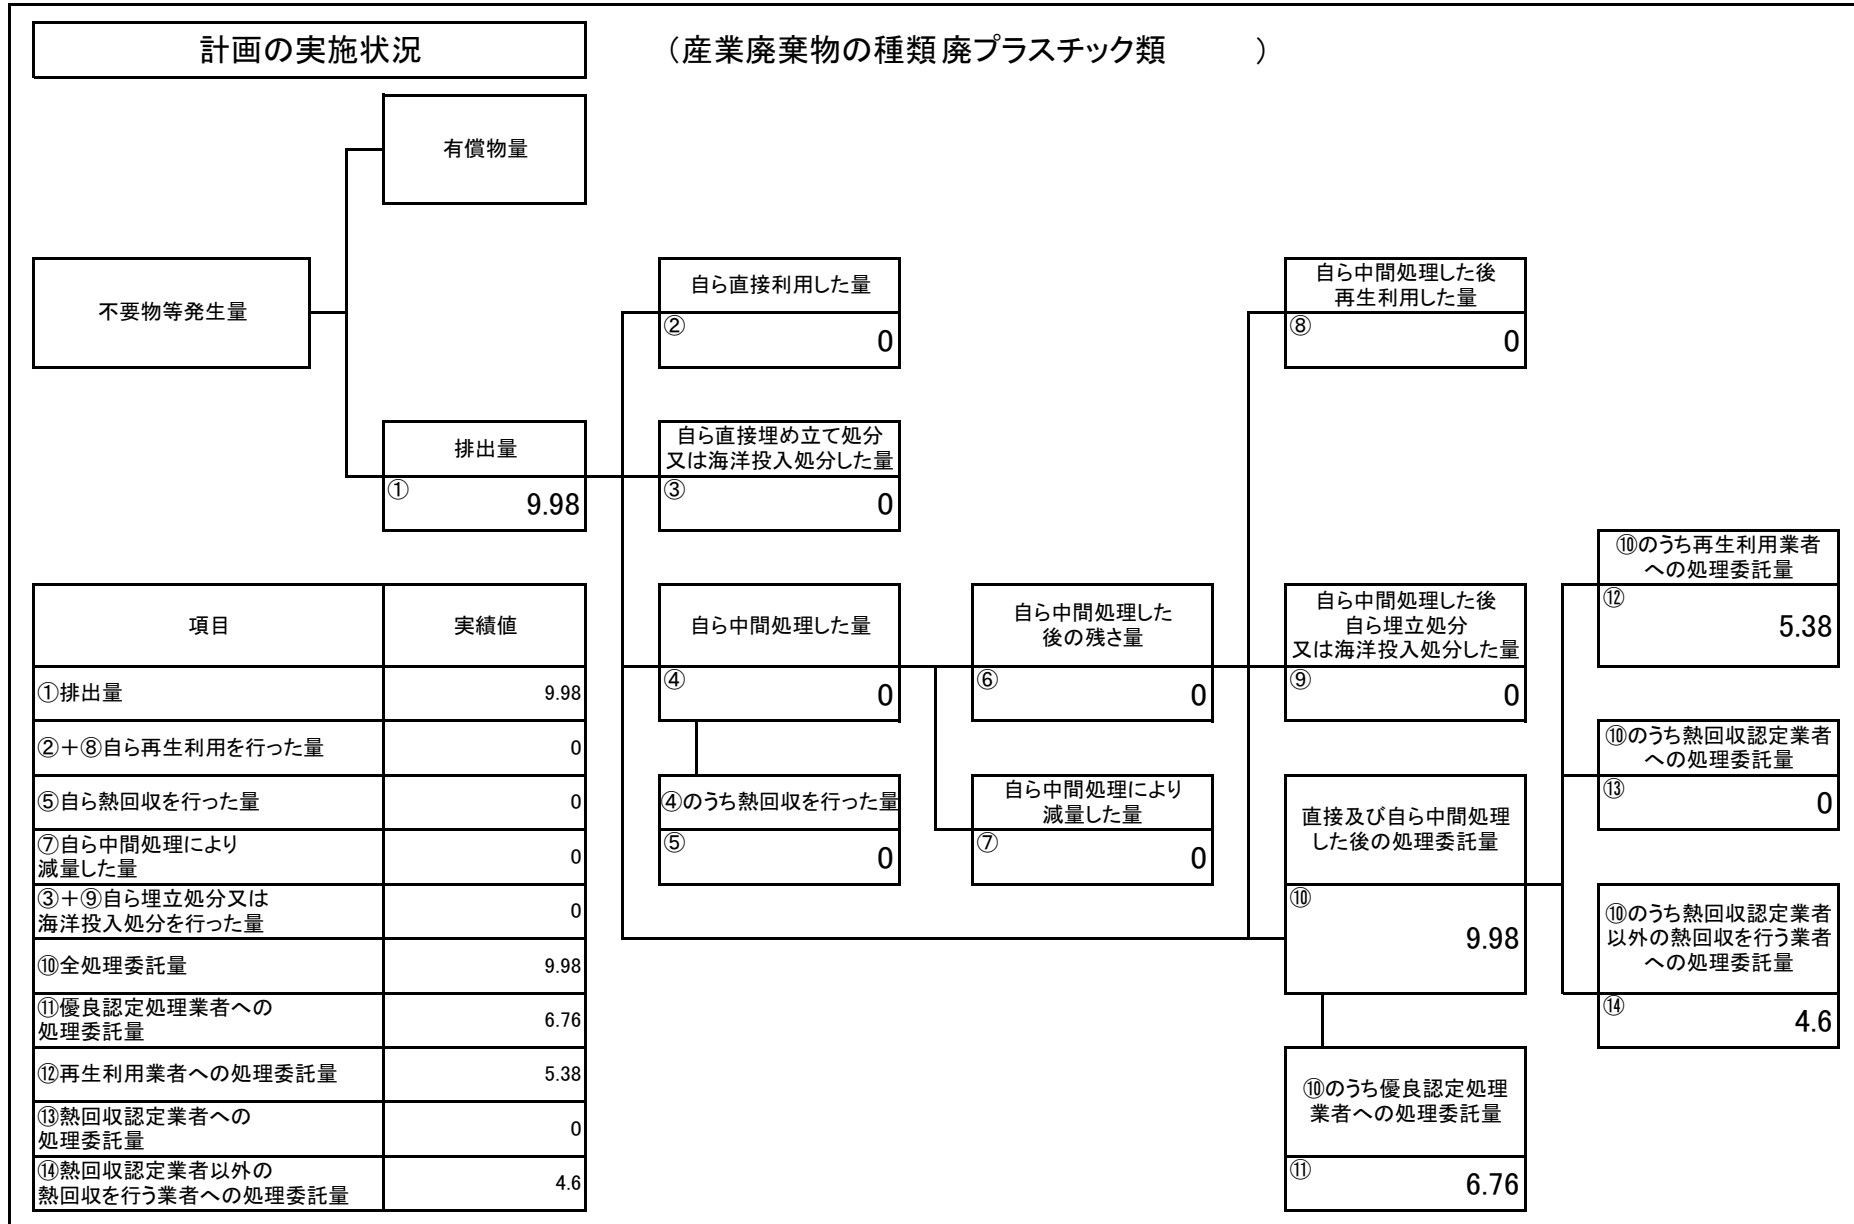 計画の実施状況
（産業廃棄物の種類 廃プラスチック類　　　）
有償物量
不要物等発生量
自ら直接利用した量
②
0
自ら中間処理した後
再生利用した量
⑧
0
排出量
①
9.98
自ら直接埋め立て処分
又は海洋投入処分した量
③
0
⑩のうち再生利用業者
への処理委託量
⑫
5.38
自ら中間処理した量
④
0
自ら中間処理した
後の残さ量
⑥
0
自ら中間処理した後
自ら埋立処分
又は海洋投入処分した量
⑨
0
⑩のうち熱回収認定業者
への処理委託量
⑬
0
④のうち熱回収を行った量
⑤
0
自ら中間処理により
減量した量
⑦
0
直接及び自ら中間処理
した後の処理委託量
⑩
9.98
⑩のうち熱回収認定業者
以外の熱回収を行う業者
への処理委託量
⑭
4.6
⑩のうち優良認定処理
業者への処理委託量
⑪
6.76
項目 実績値
①排出量 9.98
②＋⑧自ら再生利用を行った量 0
⑤自ら熱回収を行った量 0
⑦自ら中間処理により
減量した量 0
③＋⑨自ら埋立処分又は
海洋投入処分を行った量 0
⑩全処理委託量 9.98
⑪優良認定処理業者への
処理委託量 6.76
⑫再生利用業者への処理委託量 5.38
⑬熱回収認定業者への
処理委託量 0
⑭熱回収認定業者以外の
熱回収を行う業者への処理委託量 4.6